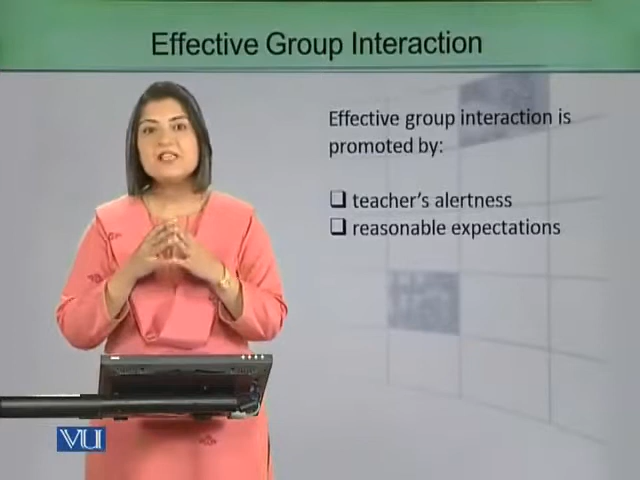 Effective Group Interaction
Effective group interaction is
promoted by:
❑ teacher's alertness
❑ reasonable expectations
VU